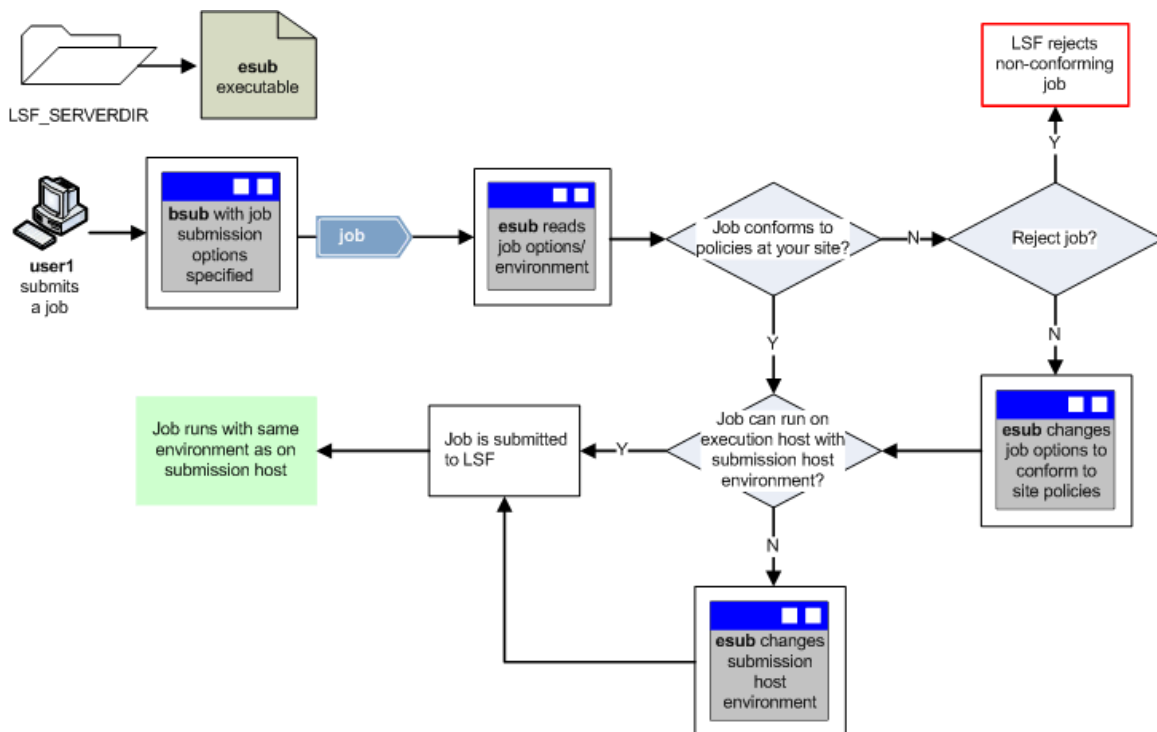 esub
executable
LSF_SERVERDIR
LSF rejects
non-conforming
job
Y
user1
submits
a job
bsub with job
submission
options
specified
job
esub reads
job options/
environment
Job conforms to
policies at your site?
N
Reject job?
Y
N
Job runs with same
environment as on
submission host
Job is submitted
to LSF
Y
Job can run on
execution host with
submission host
environment?
esub changes
job options to
conform to
site policies
N
esub changes
submission
host
environment